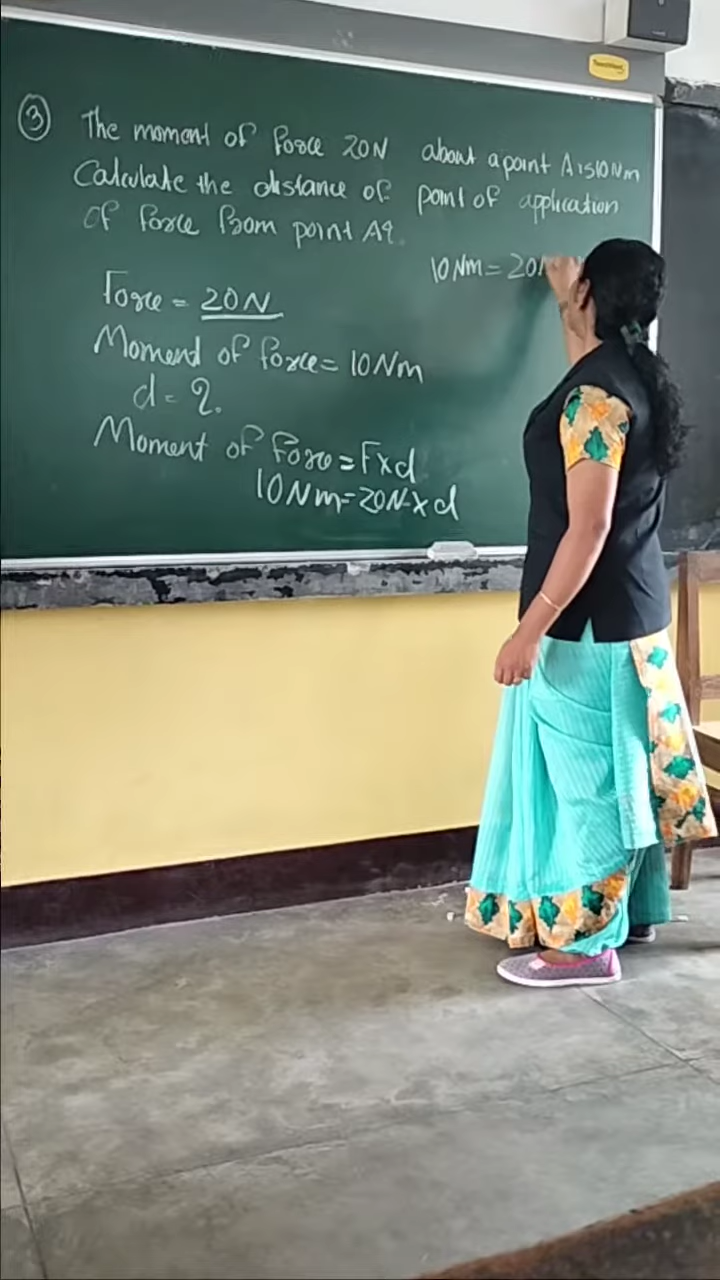 ③ The moment of force 20N about a point A is 10Nm
Calculate the distance of point of application
of force from point A?
Force = 20N
Moment of force = 10Nm
d = ?
Moment of force = F×d
10Nm = 20N × d
10Nm = 20N